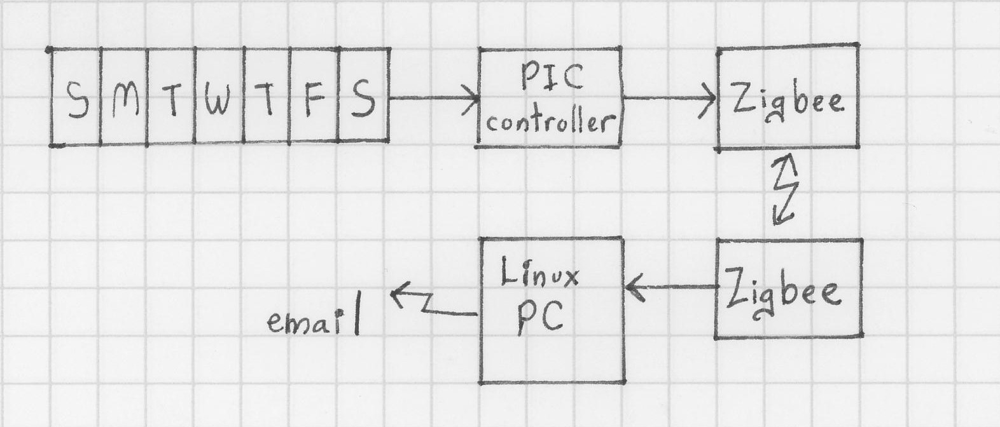 S M T W T F S
PIC
controller
Zigbee
Zigbee
Linux
PC
email